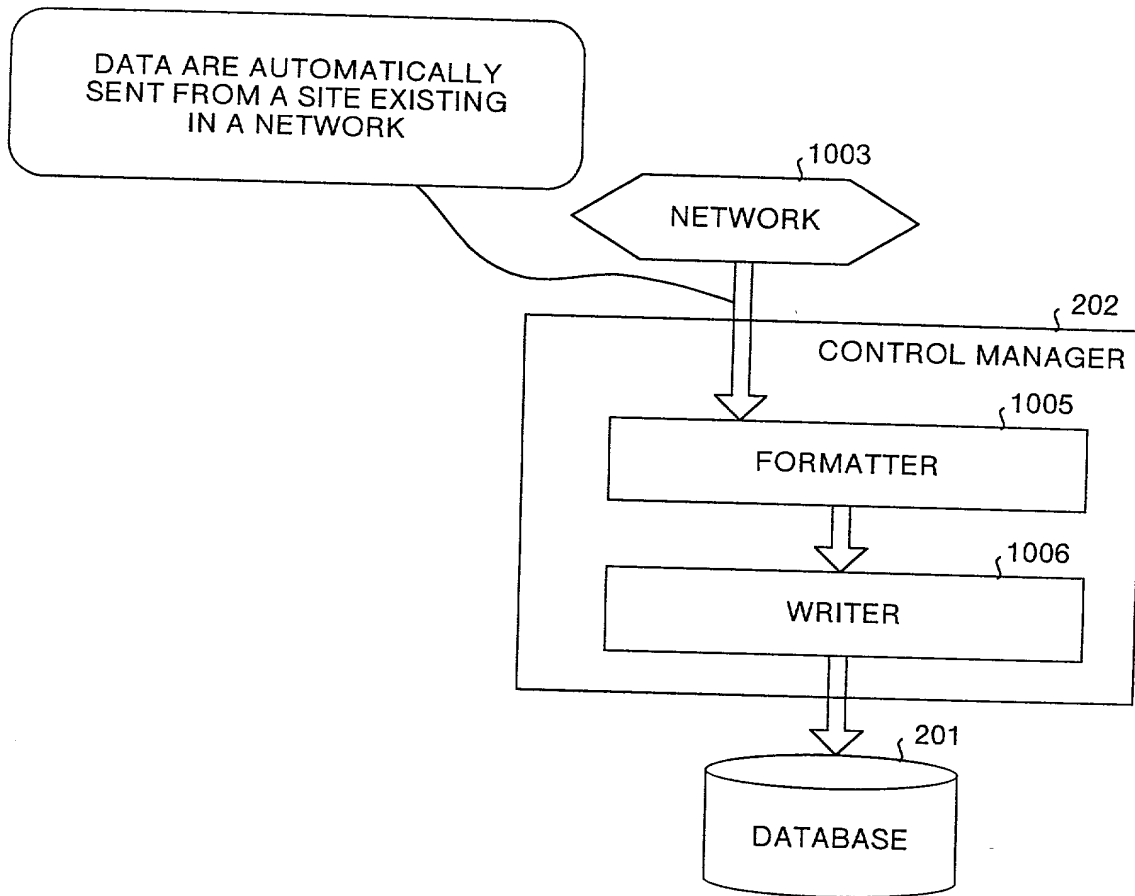 DATA ARE AUTOMATICALLY
SENT FROM A SITE EXISTING
IN A NETWORK
1003
NETWORK
202
CONTROL MANAGER
1005
FORMATTER
1006
WRITER
201
DATABASE